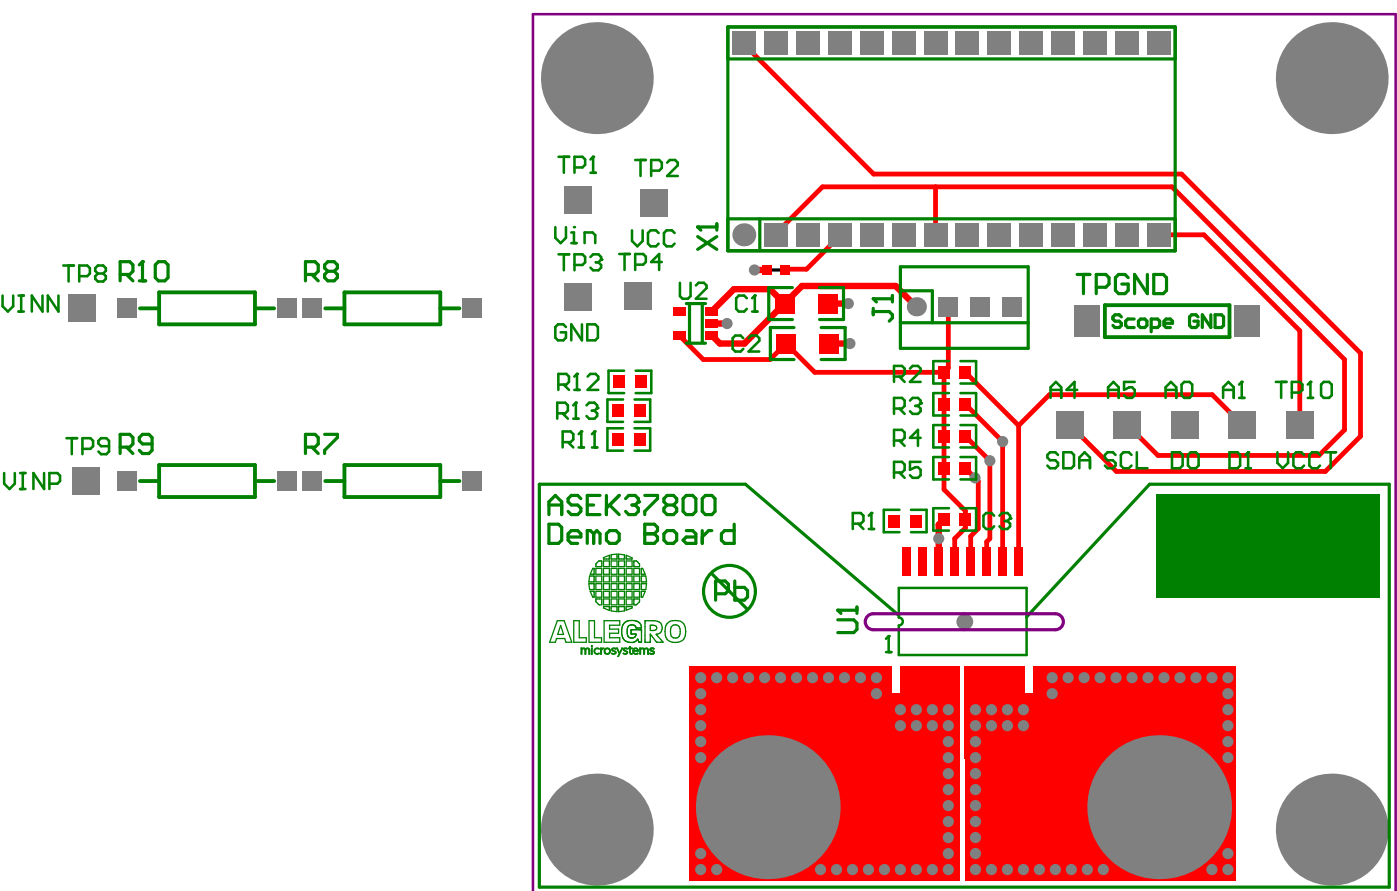 TP1
TP2
Vin
VCC
X1
TP3
TP4
TP8
R10
R8
VINN
U2
C1
J1
TPGND
Scope GND
GND
C2
R12
R2
A4 A5 A0 A1 TP10
R13
R3
R11
R4
TP9
R9
R7
SDA SCL D0 D1 VCCT
VINP
R5
ASEK37800
Demo Board
R1
C3
Pb
U1
1
ALLEGRO
microsystems